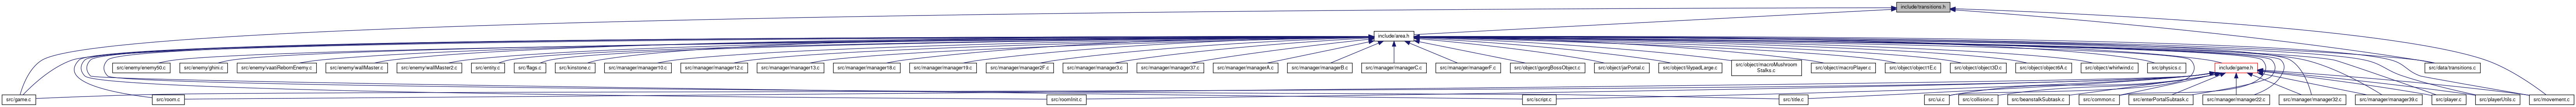 include/transitions.h
include/area.h
src/enemy/enemy50.c
src/enemy/ghini.c
src/enemy/vaatiRebornEnemy.c
src/enemy/wallMaster.c
src/enemy/wallMaster2.c
src/entity.c
src/flags.c
src/kinstone.c
src/manager/manager10.c
src/manager/manager12.c
src/manager/manager13.c
src/manager/manager18.c
src/manager/manager19.c
src/manager/manager2F.c
src/manager/manager3.c
src/manager/manager37.c
src/manager/managerA.c
src/manager/managerB.c
src/manager/managerC.c
src/manager/managerF.c
src/object/gyorgBossObject.c
src/object/jarPortal.c
src/object/lilypadLarge.c
src/object/macroMushroom
Stalks.c
src/object/macroPlayer.c
src/object/object1E.c
src/object/object3D.c
src/object/object6A.c
src/object/whirlwind.c
src/physics.c
include/game.h
src/data/transitions.c
src/game.c
src/room.c
src/roomInit.c
src/script.c
src/title.c
src/ui.c
src/collision.c
src/beanstalkSubtask.c
src/common.c
src/enterPortalSubtask.c
src/manager/manager22.c
src/manager/manager32.c
src/manager/manager39.c
src/player.c
src/playerUtils.c
src/movement.c